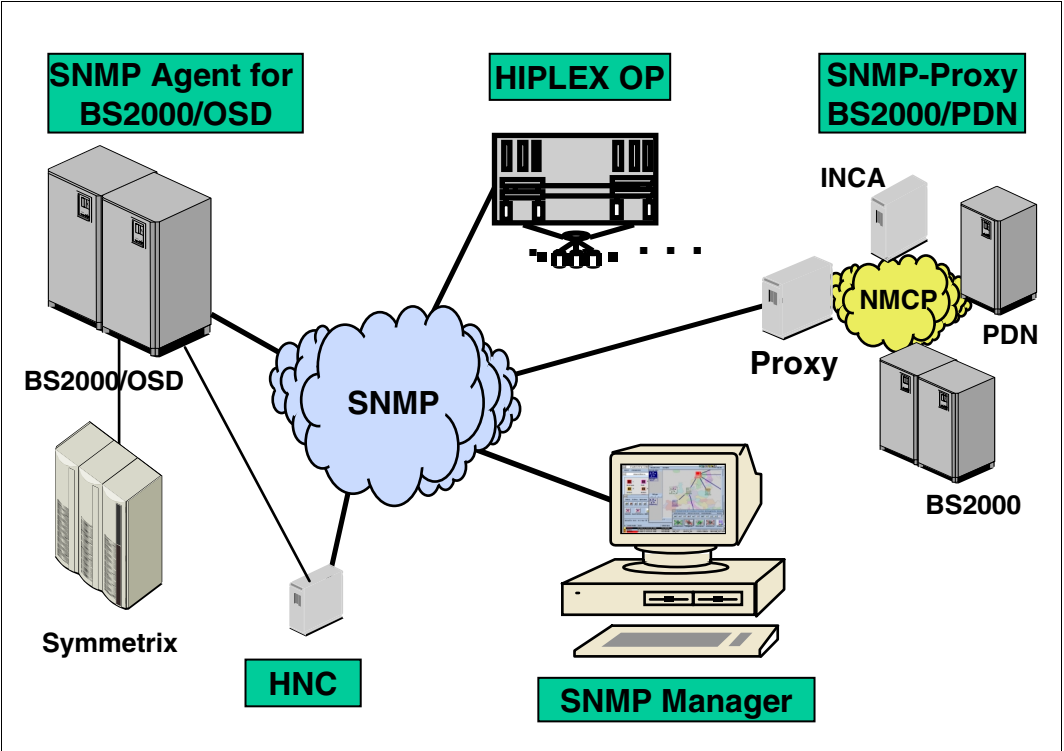 SNMP Agent for
BS2000/OSD
HIPLEX OP
SNMP-Proxy
BS2000/PDN
INCA
NMCP
PDN
Proxy
BS2000/OSD
SNMP
BS2000
Symmetrix
HNC
SNMP Manager